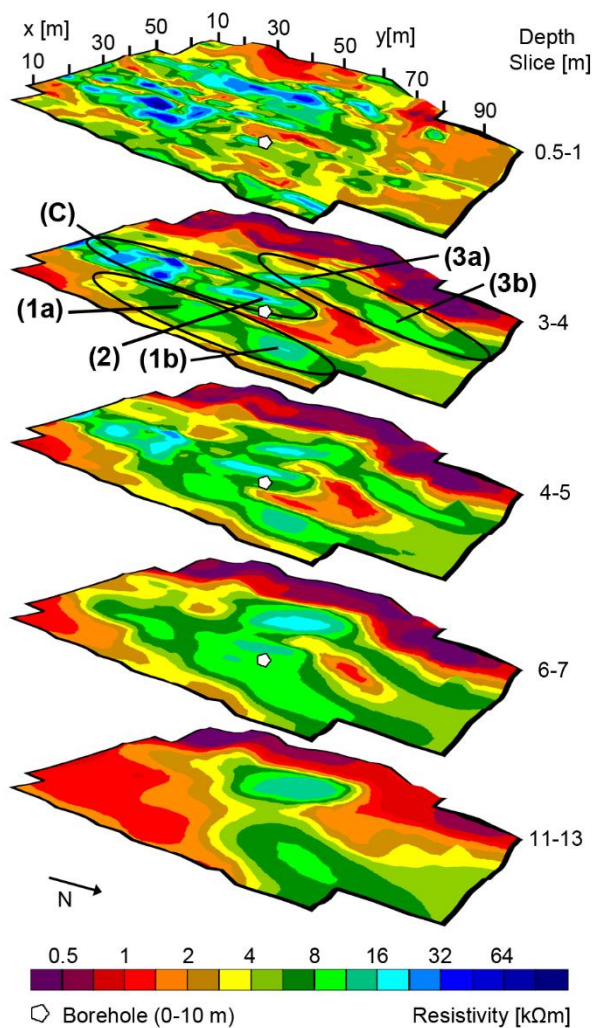 x [m] y[m] Depth
Slice [m]
10 30 50 10 30 50 70 90
0.5-1
(C) (3a)
(3b)
(1a)
3-4
(2)
(1b)
4-5
6-7
11-13
N
0.5 1 2 4 8 16 32 64
Borehole (0-10 m) Resistivity [kΩm]